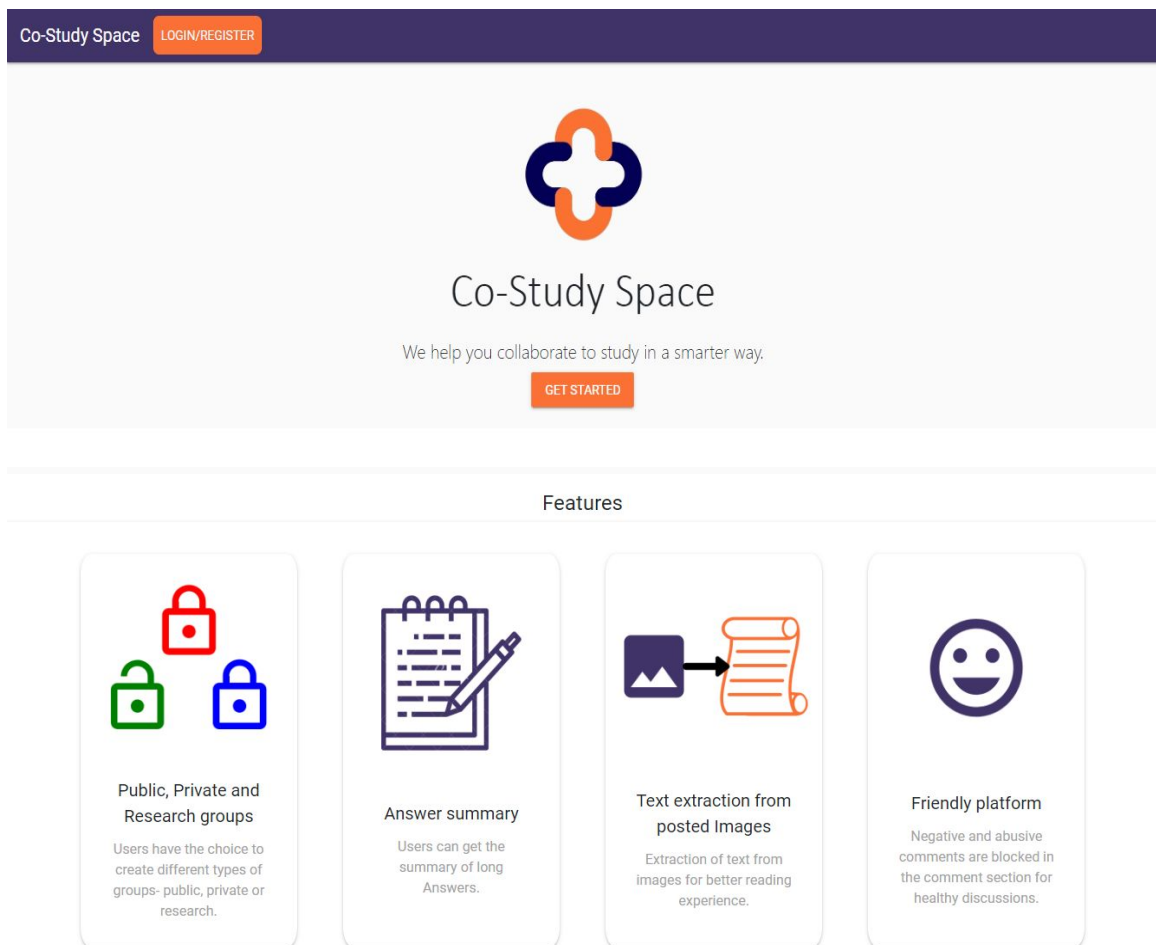 Co-Study Space
LOGIN/REGISTER
Co-Study Space
We help you collaborate to study in a smarter way.
GET STARTED
Features
Public, Private and
Research groups
Users have the choice to
create different types of
groups- public, private or
research.
Answer summary
Users can get the
summary of long
Answers.
Text extraction from
posted Images
Extraction of text from
images for better reading
experience.
Friendly platform
Negative and abusive
comments are blocked in
the comment section for
healthy discussions.